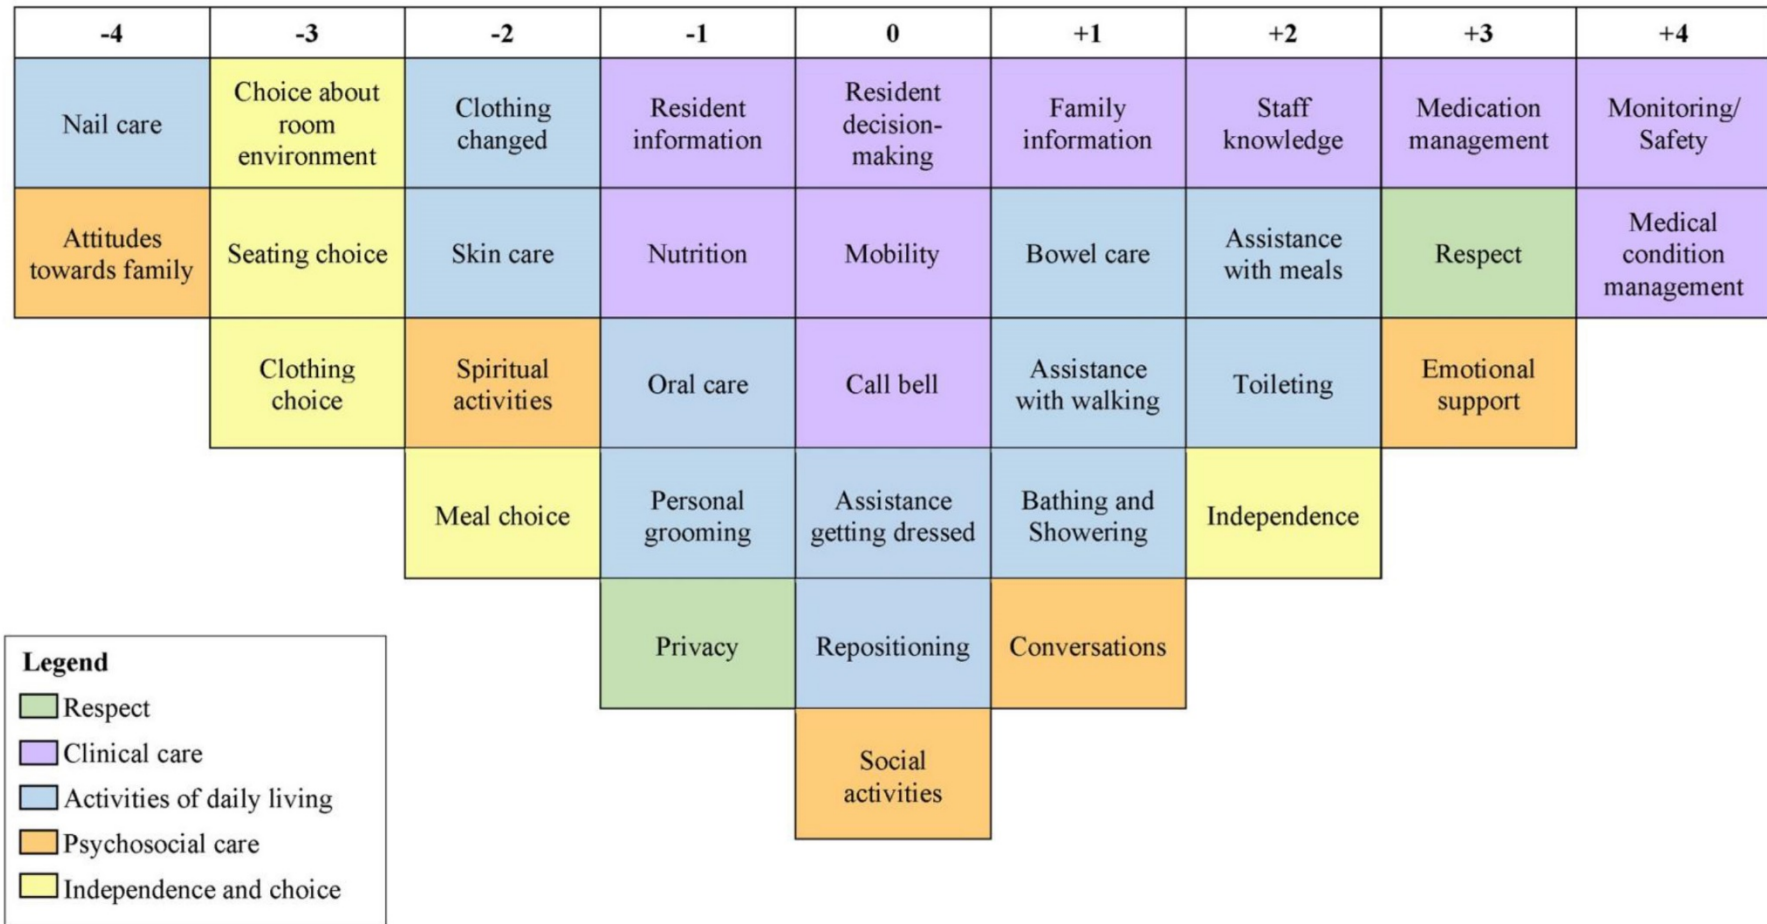 -4 -3 -2 -1 0 +1 +2 +3 +4
Nail care
Choice about
room
environment
Clothing
changed
Resident
information
Resident
decision-
making
Family
information
Staff
knowledge
Medication
management
Monitoring/
Safety
Attitudes
towards family
Seating choice
Skin care
Nutrition
Mobility
Bowel care
Assistance
with meals
Respect
Medical
condition
management
Clothing
choice
Spiritual
activities
Oral care
Call bell
Assistance
with walking
Toileting
Emotional
support
Meal choice
Personal
grooming
Assistance
getting dressed
Bathing and
Showering
Independence
Privacy
Repositioning
Conversations
Social
activities
Legend
Respect
Clinical care
Activities of daily living
Psychosocial care
Independence and choice